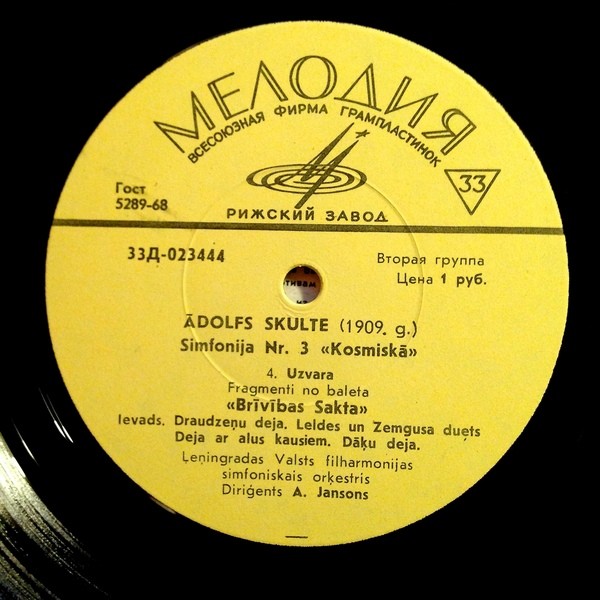 МЕЛОДИЯ
ВСЕСОЮЗНАЯ ФИРМА ГРАМПЛАСТИНОК
33
Гост
5289-68
РИЖСКИЙ ЗАВОД
33Д-023444
Вторая группа
Цена 1 руб.
ĀDOLFS SKULTE (1909. g.)
Simfonija Nr. 3 «Kosmiskā»
4. Uzvara
Fragmenti no baleta
«Brīvības Sakta»
Ievads. Draudzeņu deja. Leldes un Zemgusa duets
Deja ar alus kausiem. Dāķu deja.
Ļeņingradas Valsts filharmonijas
simfoniskais orķestris
Diriģents A. Jansons